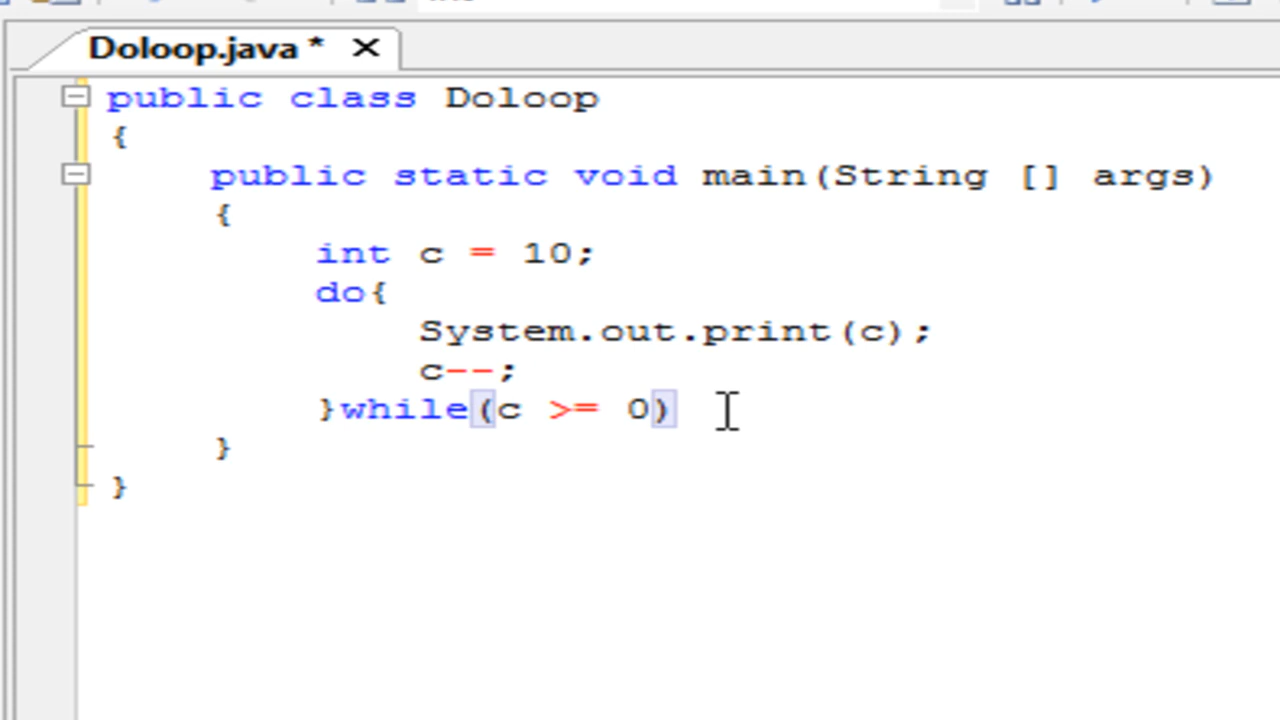 Doloop.java *
public class Doloop
{
public static void main(String [] args)
{
int c = 10;
do{
System.out.print(c);
c--;
}while(c >= 0)
}
}